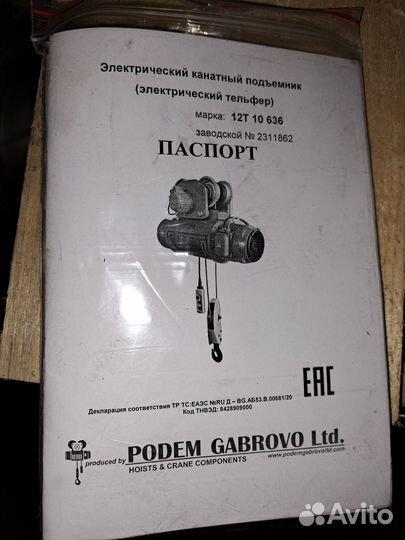 Электрический канатный подъемник
(электрический тельфер)
марка: 12Т 10 636
заводской № 2311862
ПАСПОРТ
EAC
Декларация соответствия ТР ТС:ЕАЭС №RU Д – BG.АБ53.В.00681/20
Код ТНВЭД: 8428909000
produced by PODEM GABROVO Ltd.
HOISTS & CRANE COMPONENTS www.podemgabrovoltd.com
Avito